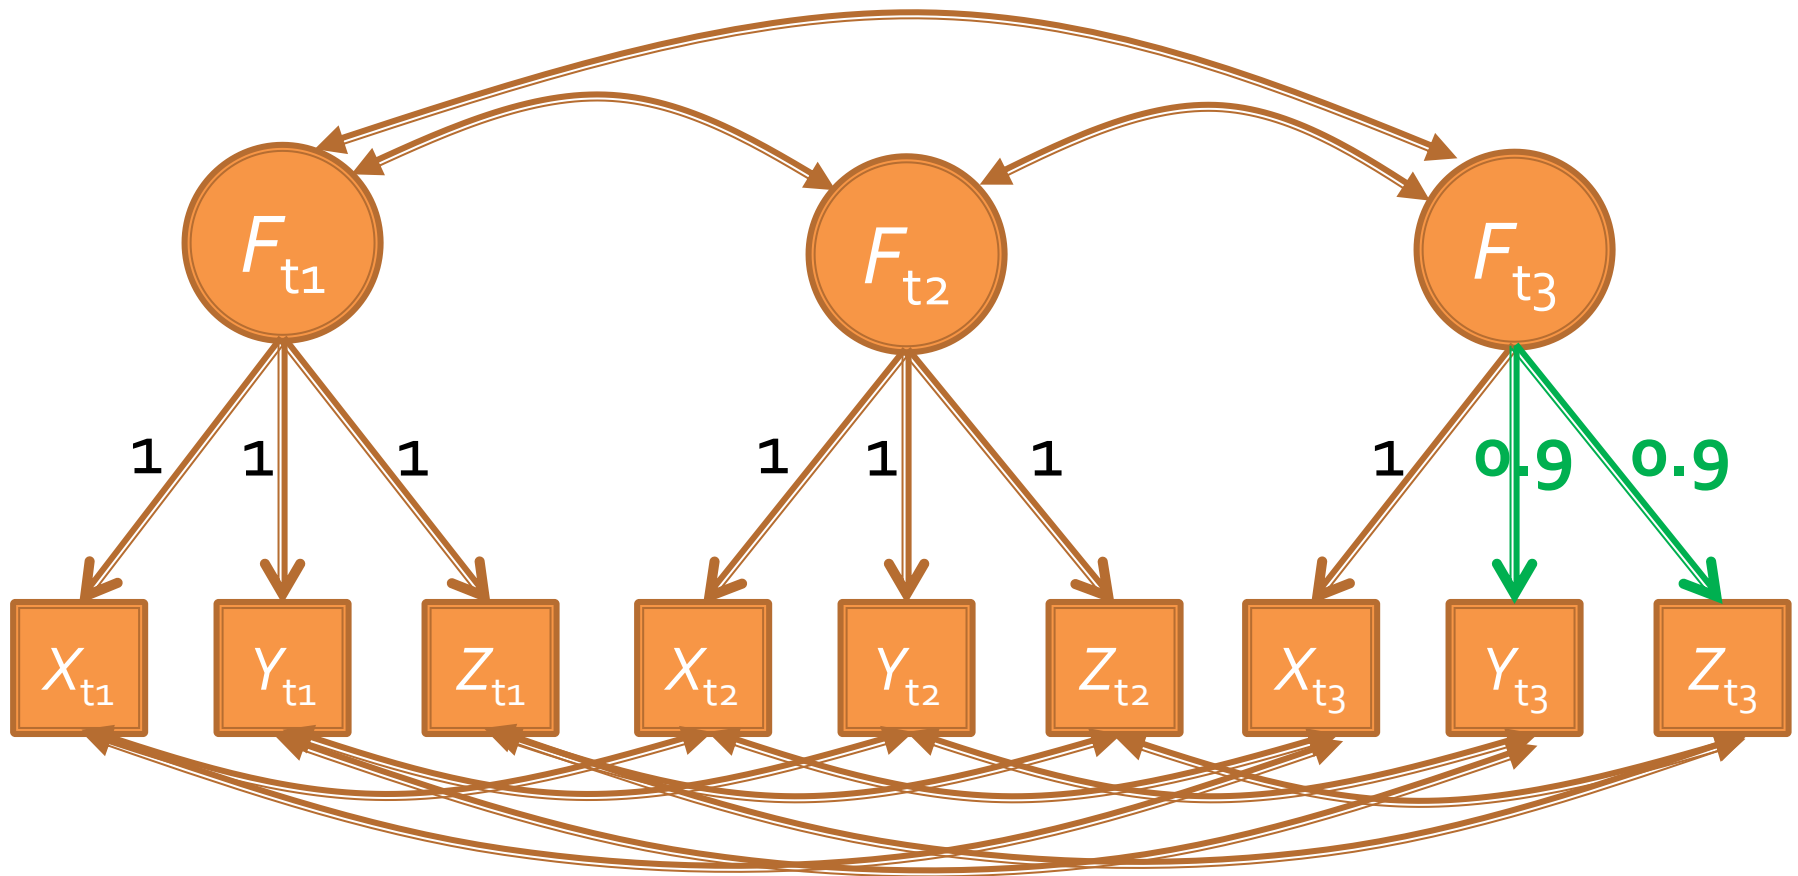 Ft1 Ft2 Ft3
1 1 1 1 1 1 1 0.9 0.9
Xt1 Yt1 Zt1 Xt2 Yt2 Zt2 Xt3 Yt3 Zt3